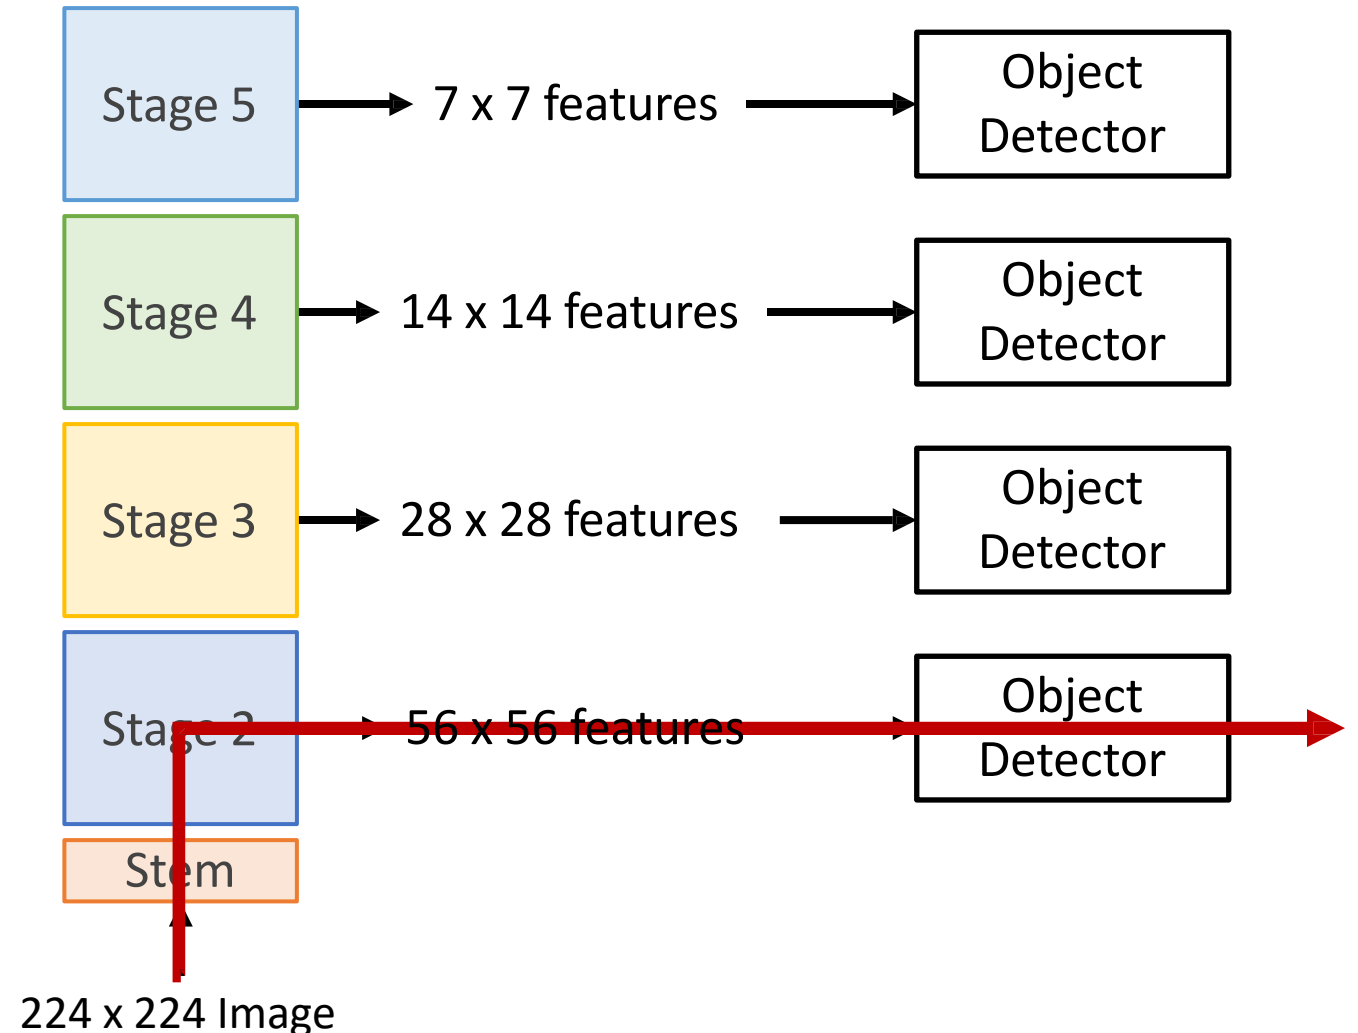 Stage 5
7 x 7 features
Object
Detector
Stage 4
14 x 14 features
Object
Detector
Stage 3
28 x 28 features
Object
Detector
Stage 2
56 x 56 features
Object
Detector
Stem
224 x 224 Image